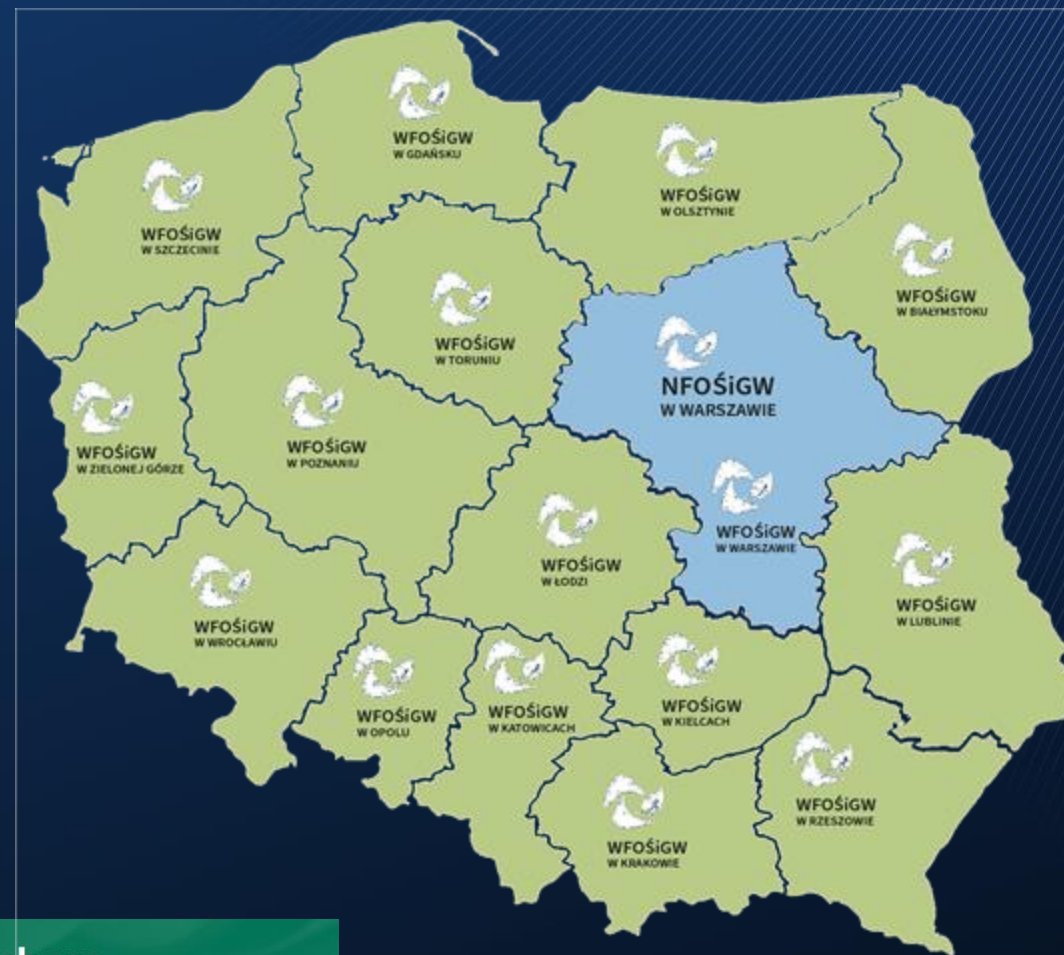 WFOŚiGW
W GDAŃSKU
WFOŚiGW
W OLSZTYNIE
WFOŚiGW
W SZCZECINIE
WFOŚiGW
W BIAŁYMSTOKU
WFOŚiGW
W TORUNIU
NFOŚiGW
W WARSZAWIE
WFOŚiGW
W ZIELONEJ GÓRZE
WFOŚiGW
W POZNANIU
WFOŚiGW
W WARSZAWIE
WFOŚiGW
W ŁODZI
WFOŚiGW
W LUBLINIE
WFOŚiGW
W WROCŁAWIU
WFOŚiGW
W OPOLU
WFOŚiGW
W KATOWICACH
WFOŚiGW
W KIELCACH
WFOŚiGW
W RZESZOWIE
WFOŚiGW
W KRAKOWIE